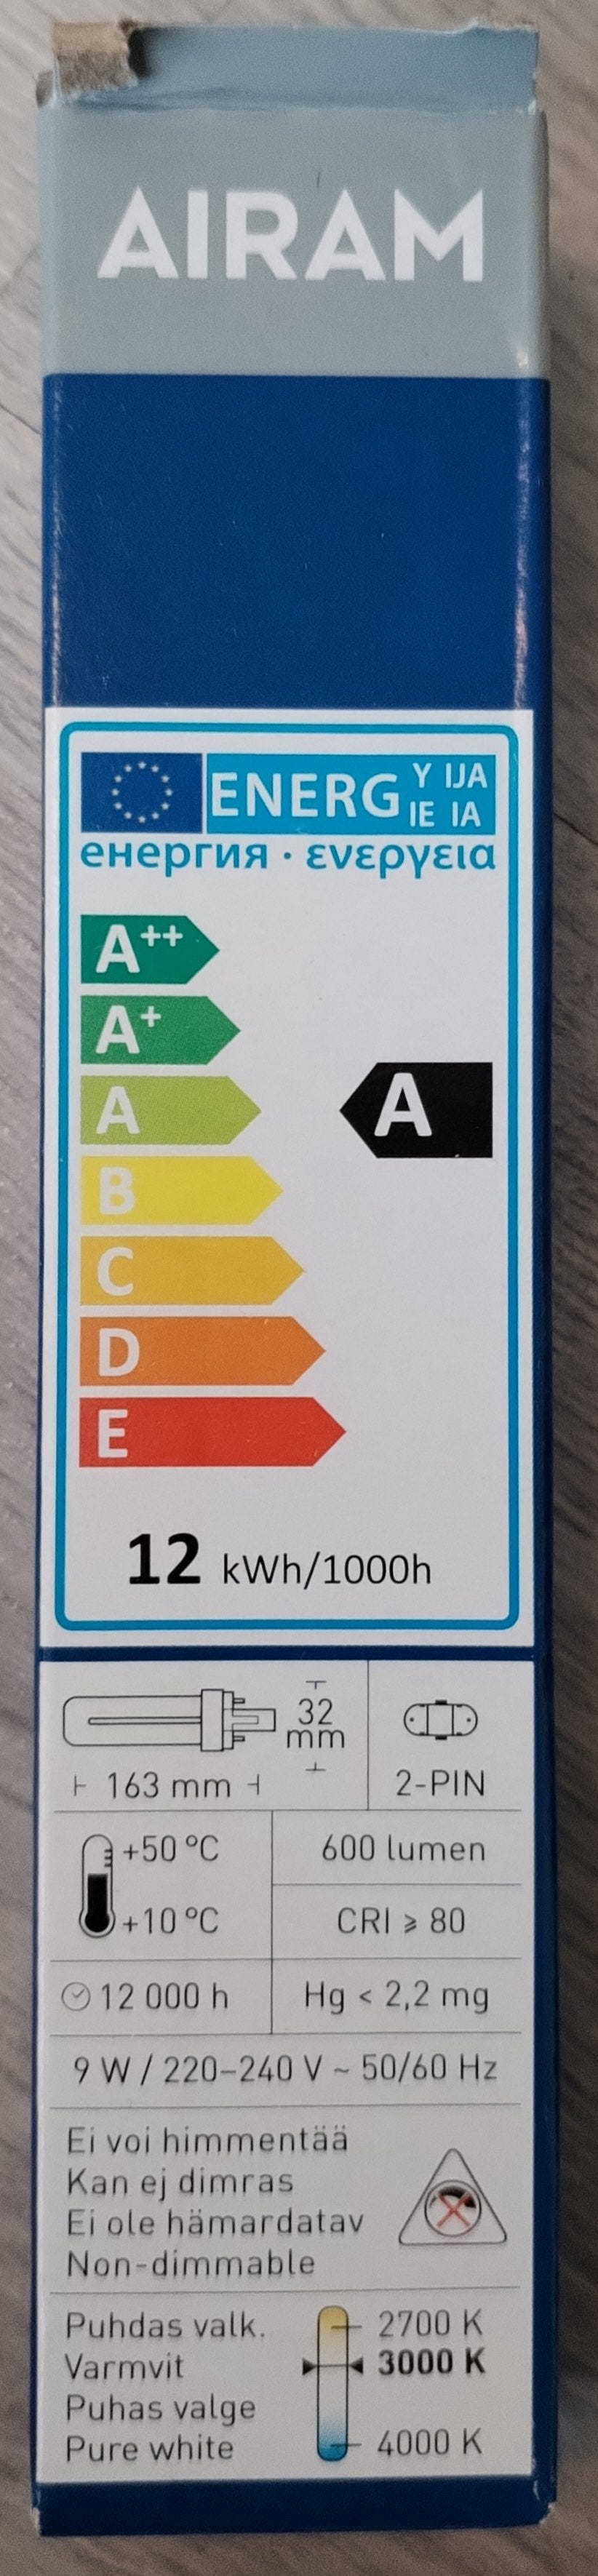 AIRAM
ENERG Y IJA
IE IA
енергия · ενεργεια
A++
A+
A
A
B
C
D
E
12 kWh/1000h
32
mm
163 mm
2-PIN
+50 °C
600 lumen
+10 °C
CRI ⩾ 80
12 000 h
Hg < 2,2 mg
9 W / 220–240 V ~ 50/60 Hz
Ei voi himmentää
Kan ej dimras
Ei ole hämardatav
Non-dimmable
Puhdas valk.
2700 K
Varmvit
3000 K
Puhas valge
Pure white
4000 K